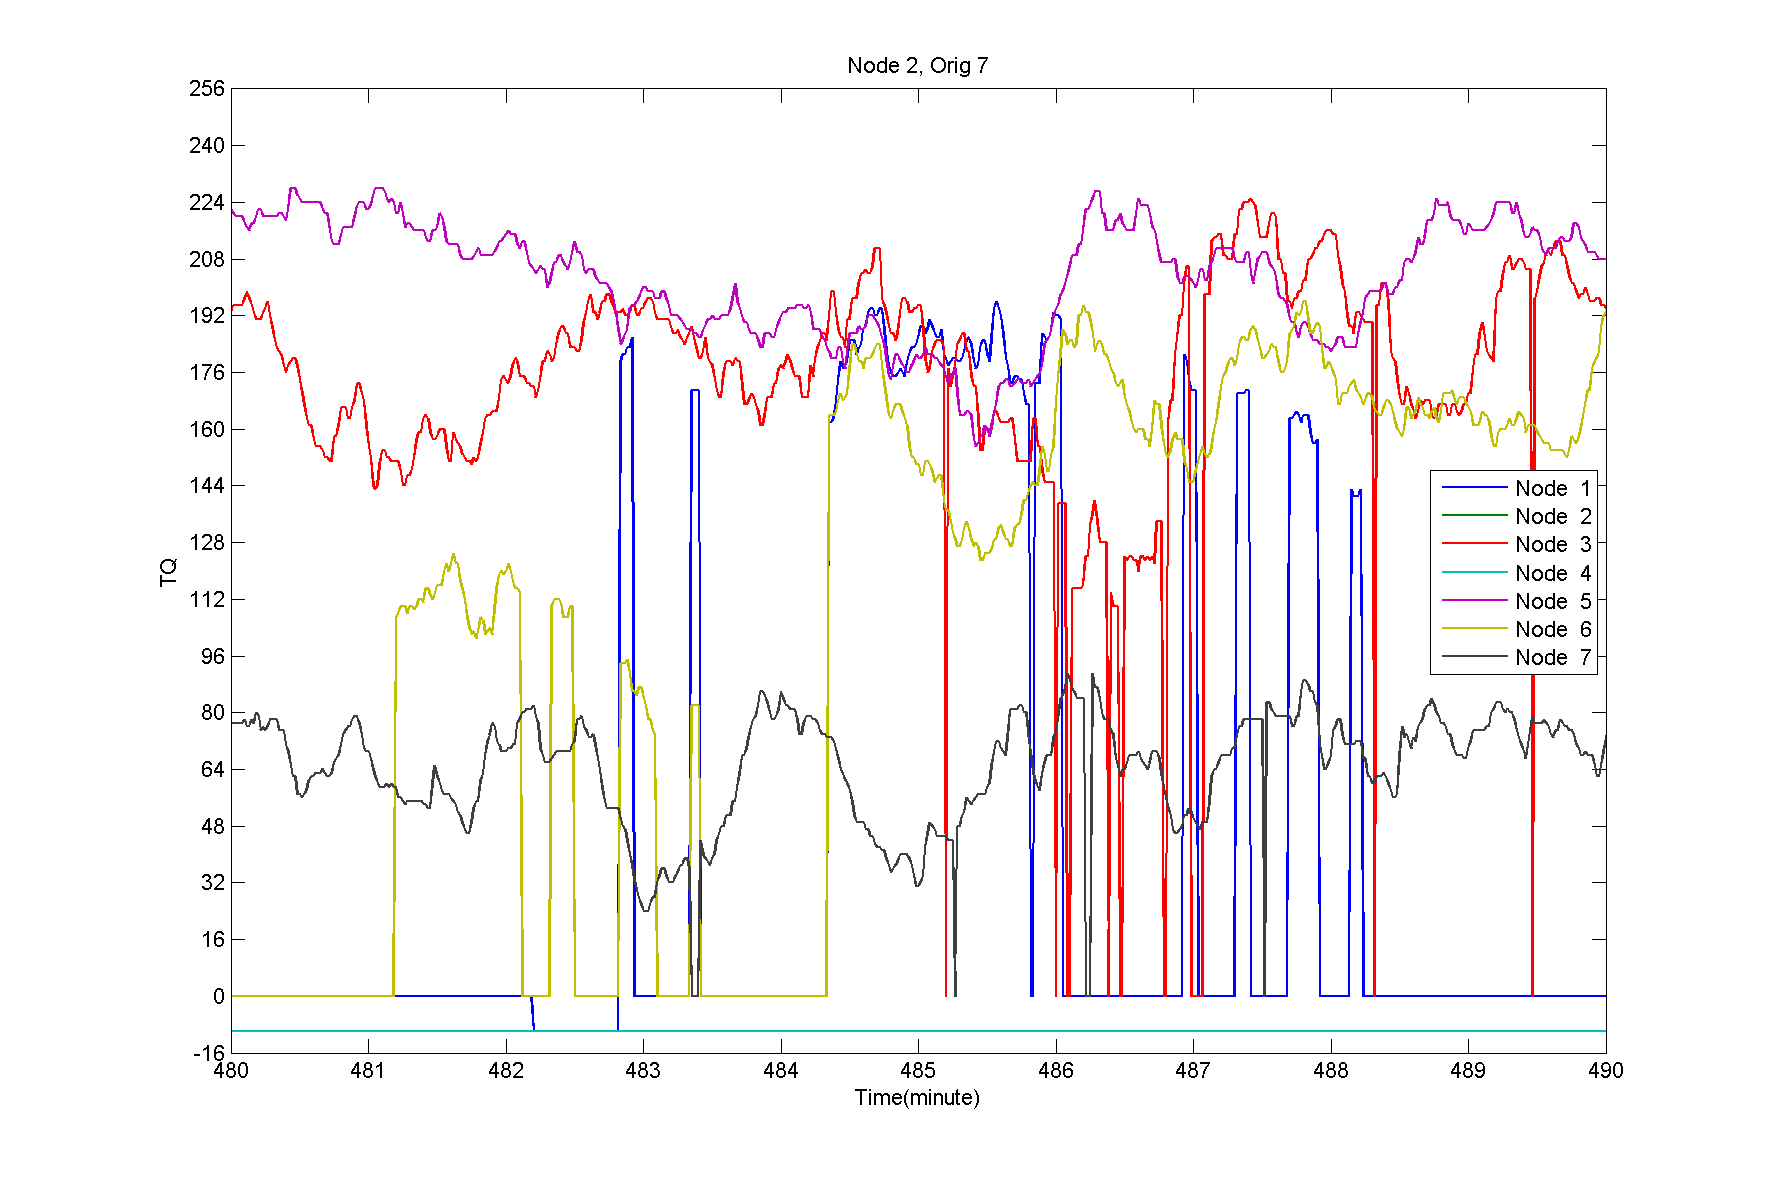 Node 2, Orig 7
256
240
224
208
192
176
160
144
128
112
96
80
64
48
32
16
0
-16
TQ
Node 1
Node 2
Node 3
Node 4
Node 5
Node 6
Node 7
480 481 482 483 484 485 486 487 488 489 490
Time(minute)